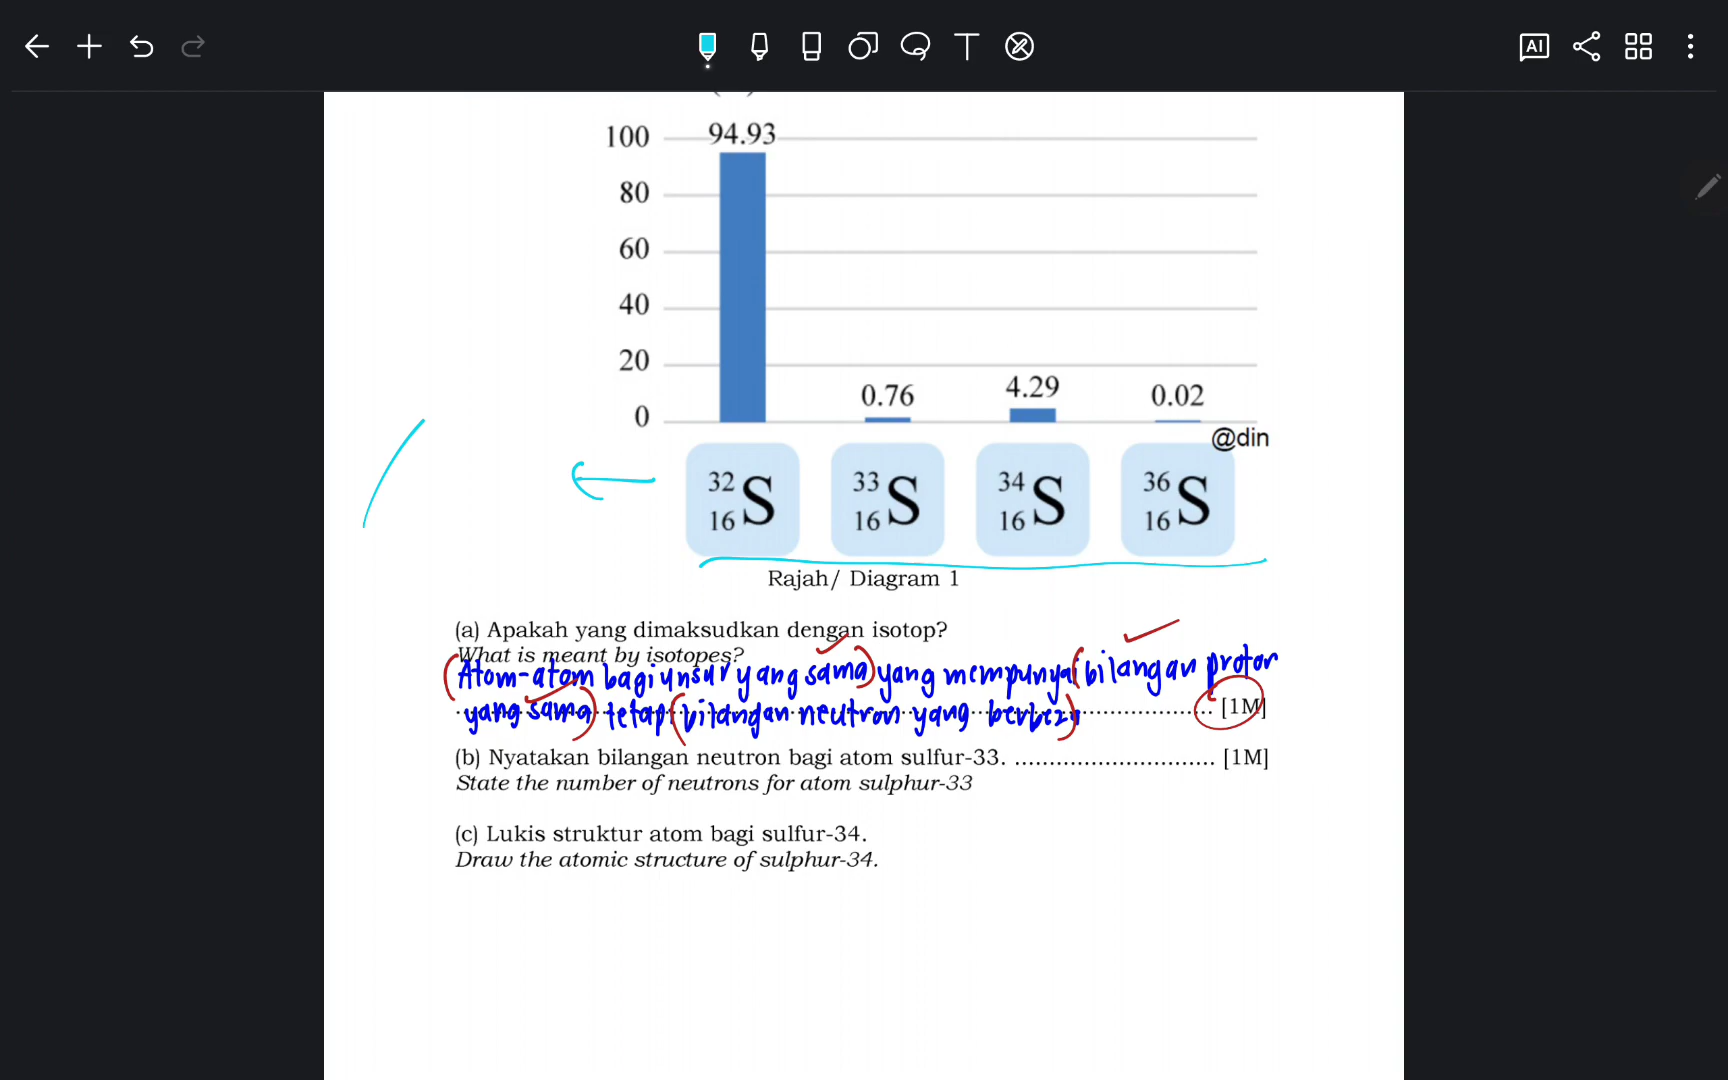 AI
100
94.93
80
60
40
20
0
0.76
4.29
0.02
@din
32
16 S
33
16 S
34
16 S
36
16 S
Rajah/ Diagram 1
(a) Apakah yang dimaksudkan dengan isotop?
What is meant by isotopes?
(Atom-atom bagi unsur yang sama) yang mempunyai (bilangan proton
yang sama) tetapi (bilangan neutron yang berbeza) [1M]
(b) Nyatakan bilangan neutron bagi atom sulfur-33. ............................ [1M]
State the number of neutrons for atom sulphur-33
(c) Lukis struktur atom bagi sulfur-34.
Draw the atomic structure of sulphur-34.